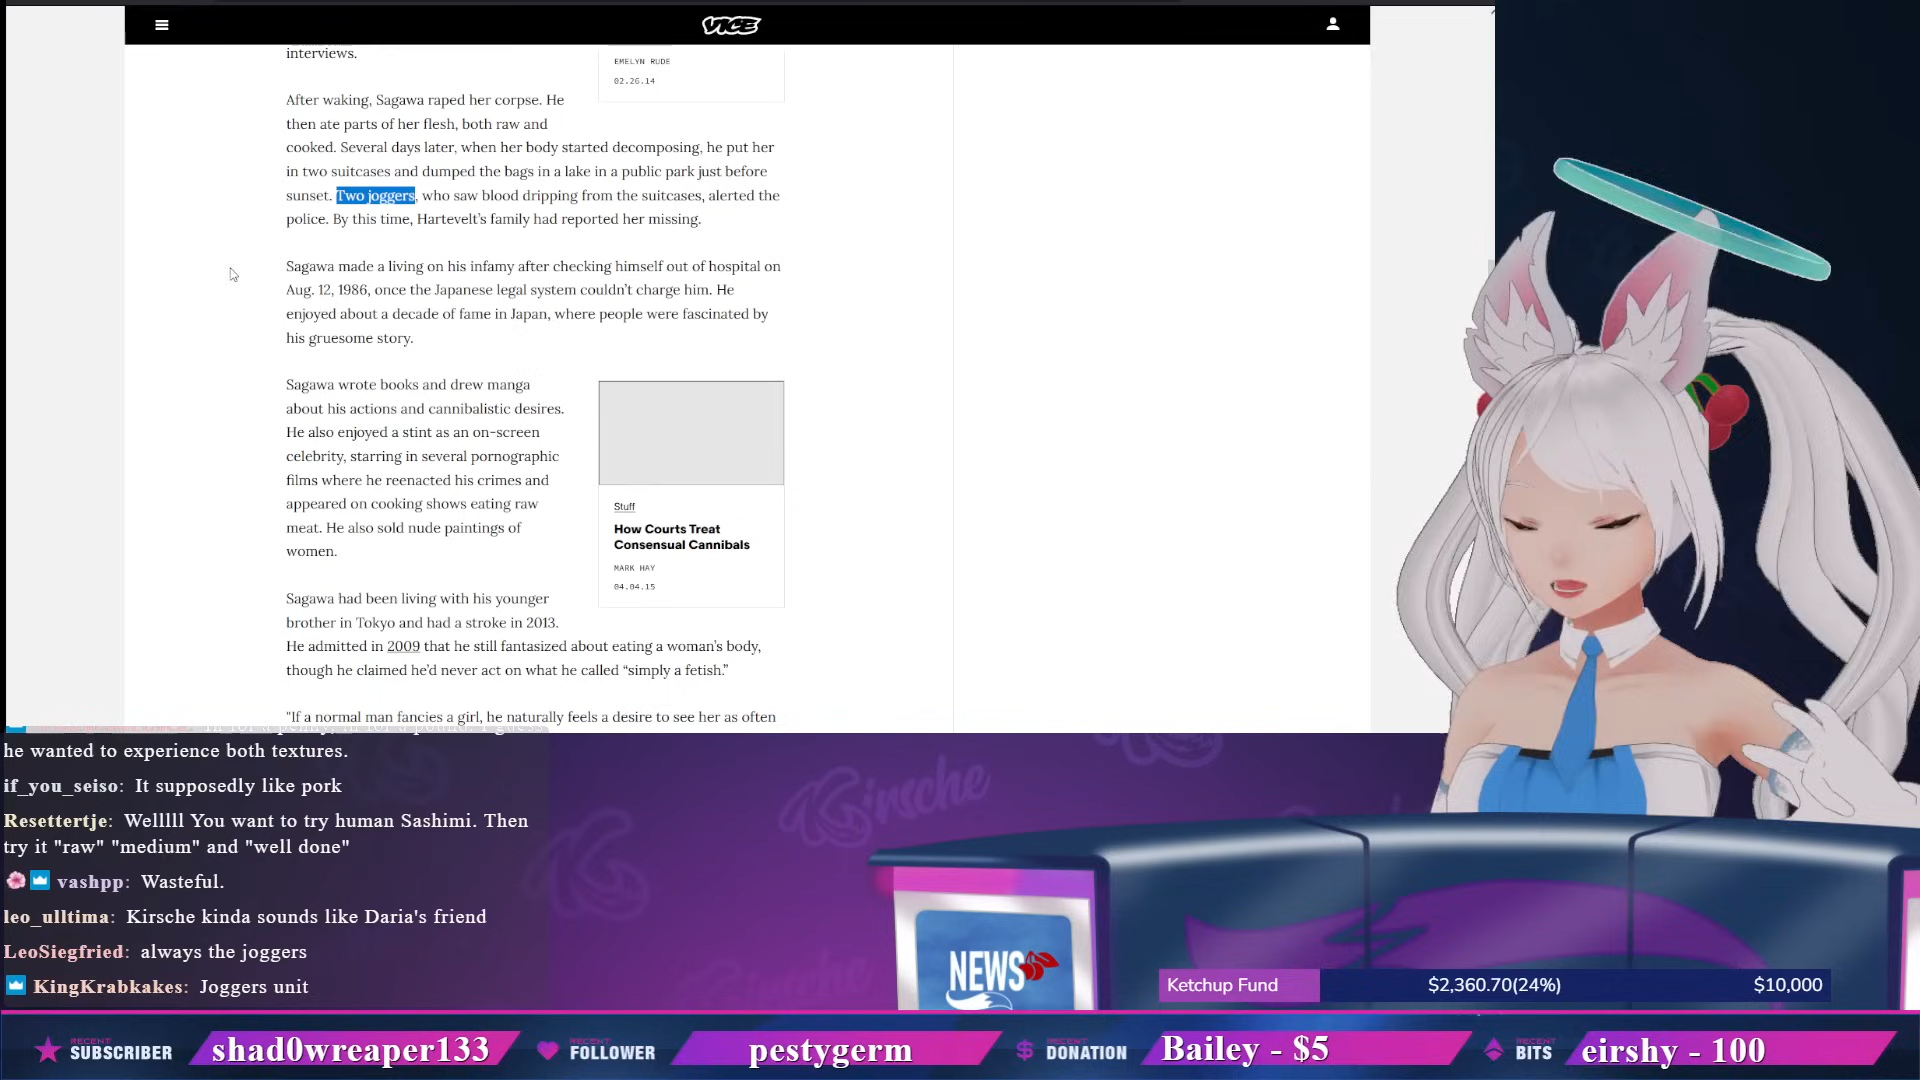 VICE
interviews.
EMELYN RUDE
02.26.14
After waking, Sagawa raped her corpse. He
then ate parts of her flesh, both raw and
cooked. Several days later, when her body started decomposing, he put her
in two suitcases and dumped the bags in a lake in a public park just before
sunset. Two joggers, who saw blood dripping from the suitcases, alerted the
police. By this time, Hartevelt’s family had reported her missing.
Sagawa made a living on his infamy after checking himself out of hospital on
Aug. 12, 1986, once the Japanese legal system couldn’t charge him. He
enjoyed about a decade of fame in Japan, where people were fascinated by
his gruesome story.
Sagawa wrote books and drew manga
about his actions and cannibalistic desires.
He also enjoyed a stint as an on-screen
celebrity, starring in several pornographic
films where he reenacted his crimes and
appeared on cooking shows eating raw
meat. He also sold nude paintings of
women.
Stuff
How Courts Treat
Consensual Cannibals
MARK HAY
04.04.15
Sagawa had been living with his younger
brother in Tokyo and had a stroke in 2013.
He admitted in 2009 that he still fantasized about eating a woman’s body,
though he claimed he’d never act on what he called “simply a fetish.”
"If a normal man fancies a girl, he naturally feels a desire to see her as often
in for a penny, in for a pound. I guess
he wanted to experience both textures.
if_you_seiso: It supposedly like pork
Resettertje: Welllll You want to try human Sashimi. Then
try it "raw" "medium" and "well done"
vashpp: Wasteful.
leo_ulltima: Kirsche kinda sounds like Daria's friend
LeoSiegfried: always the joggers
KingKrabkakes: Joggers unit
Kirsche
NEWS
Ketchup Fund $2,360.70(24%) $10,000
RECENT SUBSCRIBER shad0wreaper133 RECENT FOLLOWER pestygerm RECENT DONATION Bailey - $5 RECENT BITS eirshy - 100